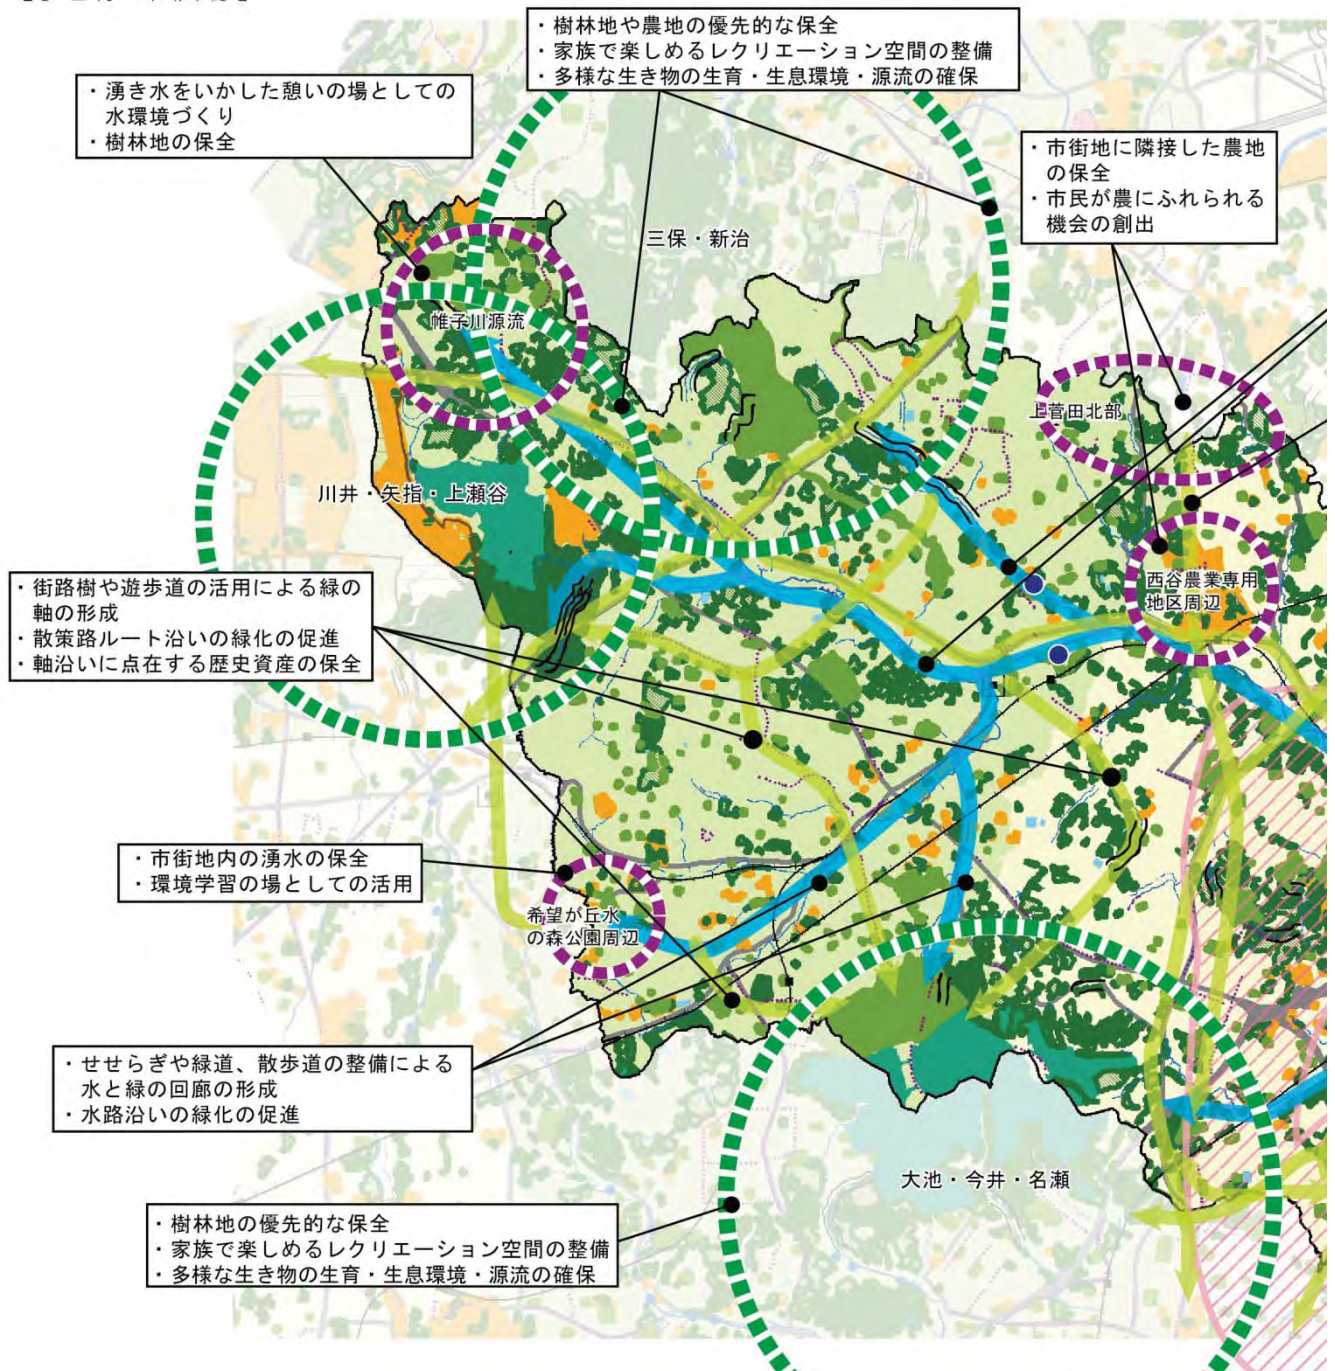 ・樹林地や農地の優先的な保全
・家族で楽しめるレクリエーション空間の整備
・多様な生き物の生育・生息環境・源流の確保
・湧き水をいかした憩いの場としての
水環境づくり
・樹林地の保全
・市街地に隣接した農地
の保全
・市民が農にふれられる
機会の創出
三保・新治
帷子川源流
上菅田北部
川井・矢指・上瀬谷
西谷農業専用
地区周辺
・街路樹や遊歩道の活用による緑の
軸の形成
・散策路ルート沿いの緑化の促進
・軸沿いに点在する歴史資産の保全
・市街地内の湧水の保全
・環境学習の場としての活用
希望が丘水
の森公園周辺
・せせらぎや緑道、散歩道の整備による
水と緑の回廊の形成
・水路沿いの緑化の促進
大池・今井・名瀬
・樹林地の優先的な保全
・家族で楽しめるレクリエーション空間の整備
・多様な生き物の生育・生息環境・源流の確保